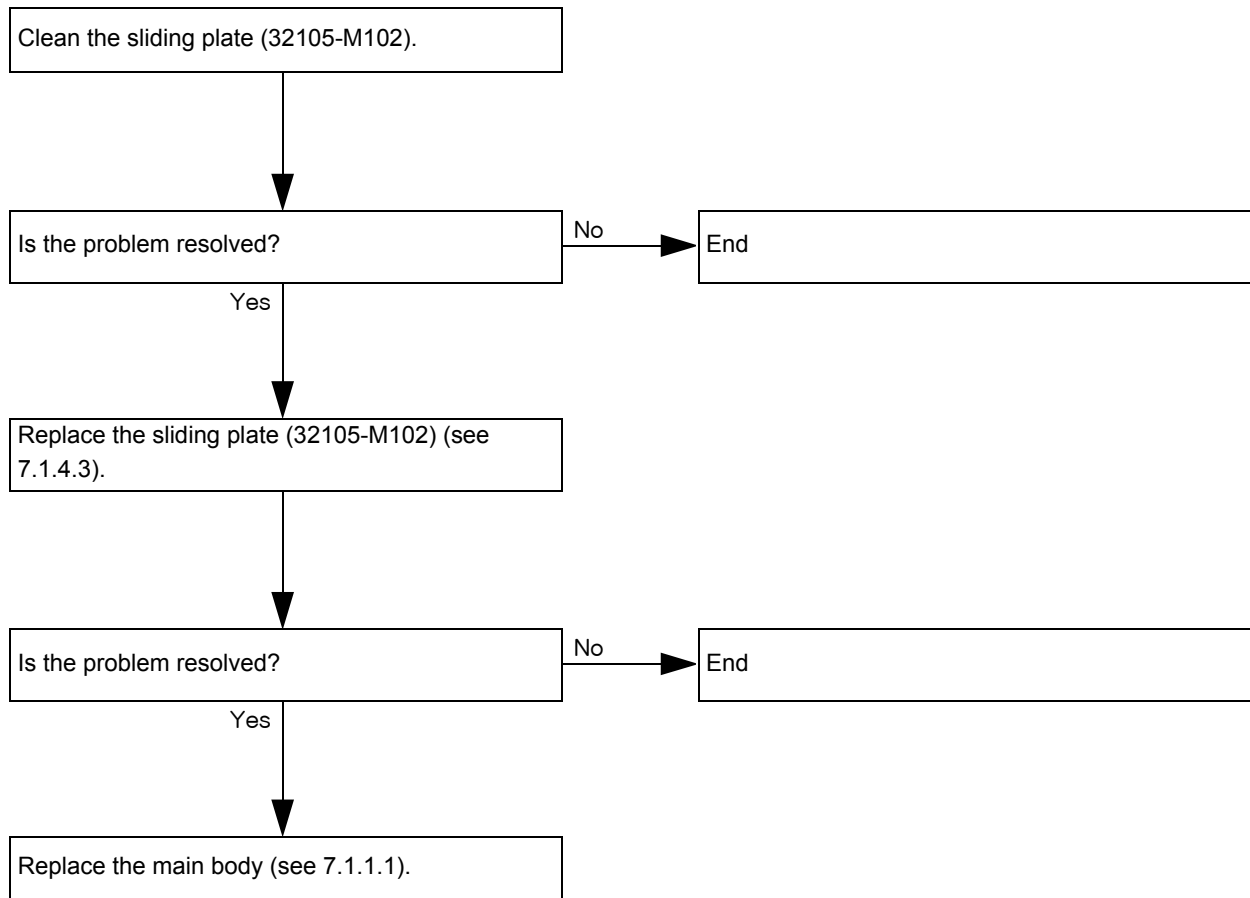 Clean the sliding plate (32105-M102).
Is the problem resolved?
No
End
Yes
Replace the sliding plate (32105-M102) (see
7.1.4.3).
Is the problem resolved?
No
End
Yes
Replace the main body (see 7.1.1.1).